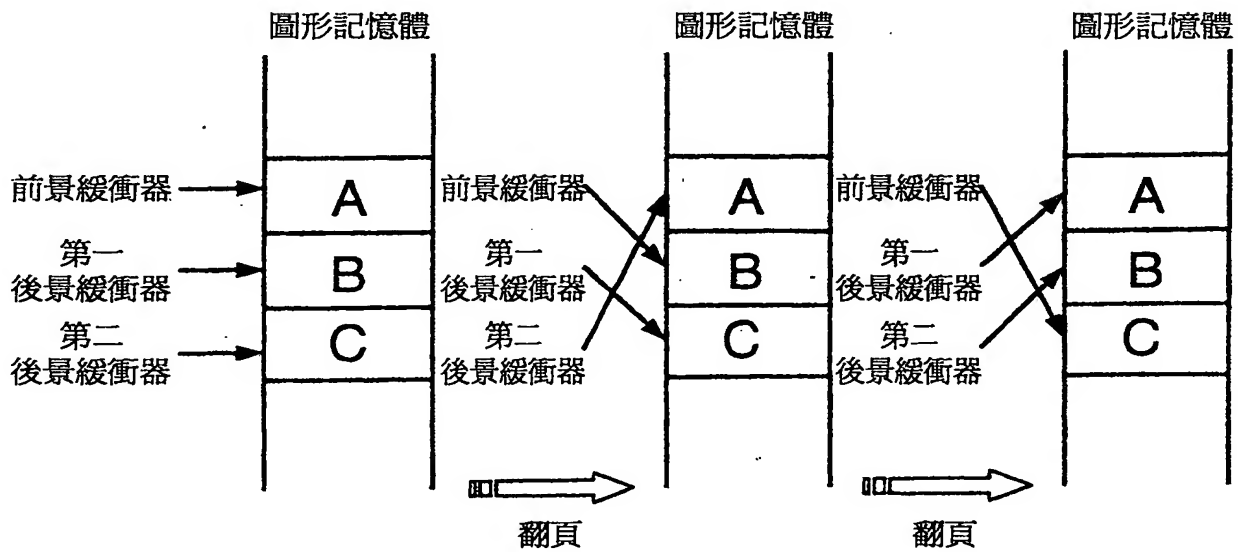 圖形記憶體
圖形記憶體
圖形記憶體
前景緩衝器
第一
後景緩衝器
第二
後景緩衝器
A
B
C
前景緩衝器
第一
後景緩衝器
第二
後景緩衝器
A
B
C
前景緩衝器
第一
後景緩衝器
第二
後景緩衝器
A
B
C
翻頁
翻頁